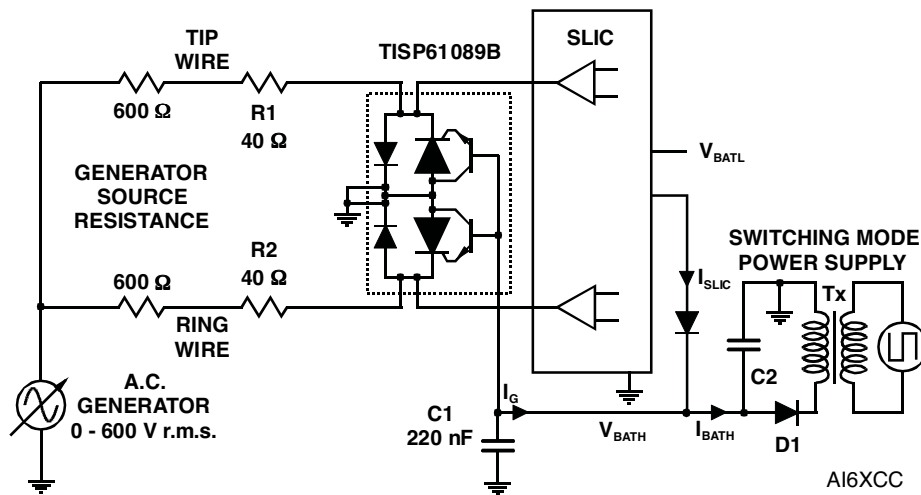 TIP
WIRE
TISP61089B
SLIC
600 Ω
R1
40 Ω
GENERATOR
SOURCE
RESISTANCE
V_BATL
R2
600 Ω
40 Ω
RING
WIRE
SWITCHING MODE
POWER SUPPLY
I_SLIC
Tx
A.C.
GENERATOR
0 - 600 V r.m.s.
C1
220 nF
I_G
V_BATH
I_BATH
C2
D1
AI6XCC